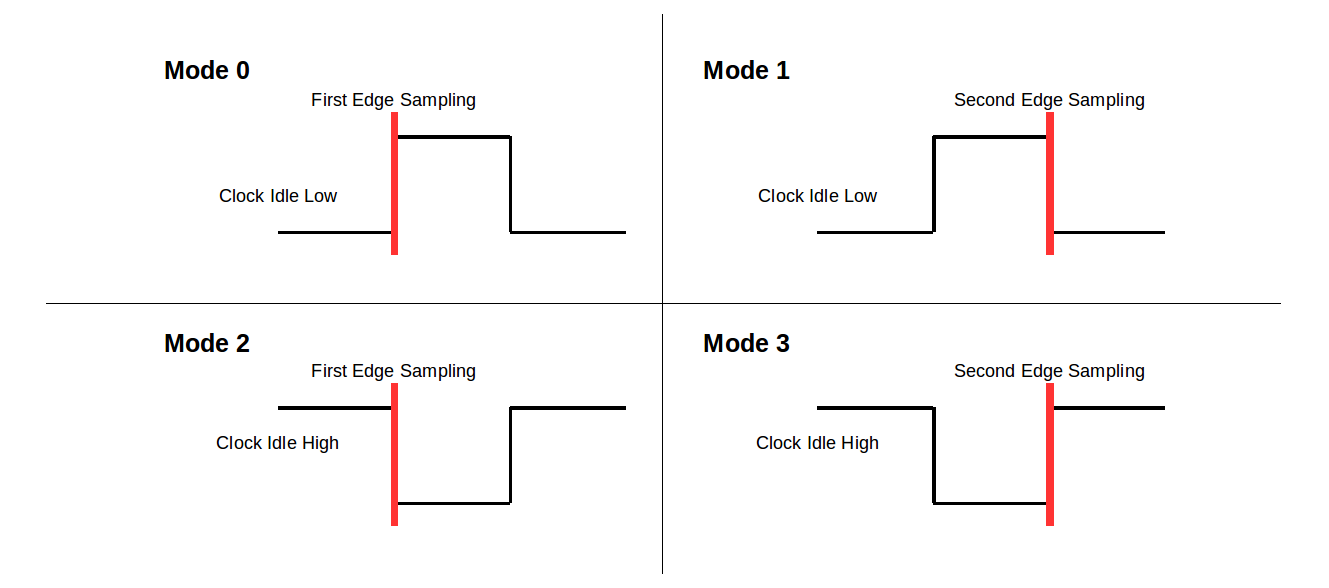 Mode 0
First Edge Sampling
Clock Idle Low
Mode 1
Second Edge Sampling
Clock Idle Low
Mode 2
First Edge Sampling
Clock Idle High
Mode 3
Second Edge Sampling
Clock Idle High